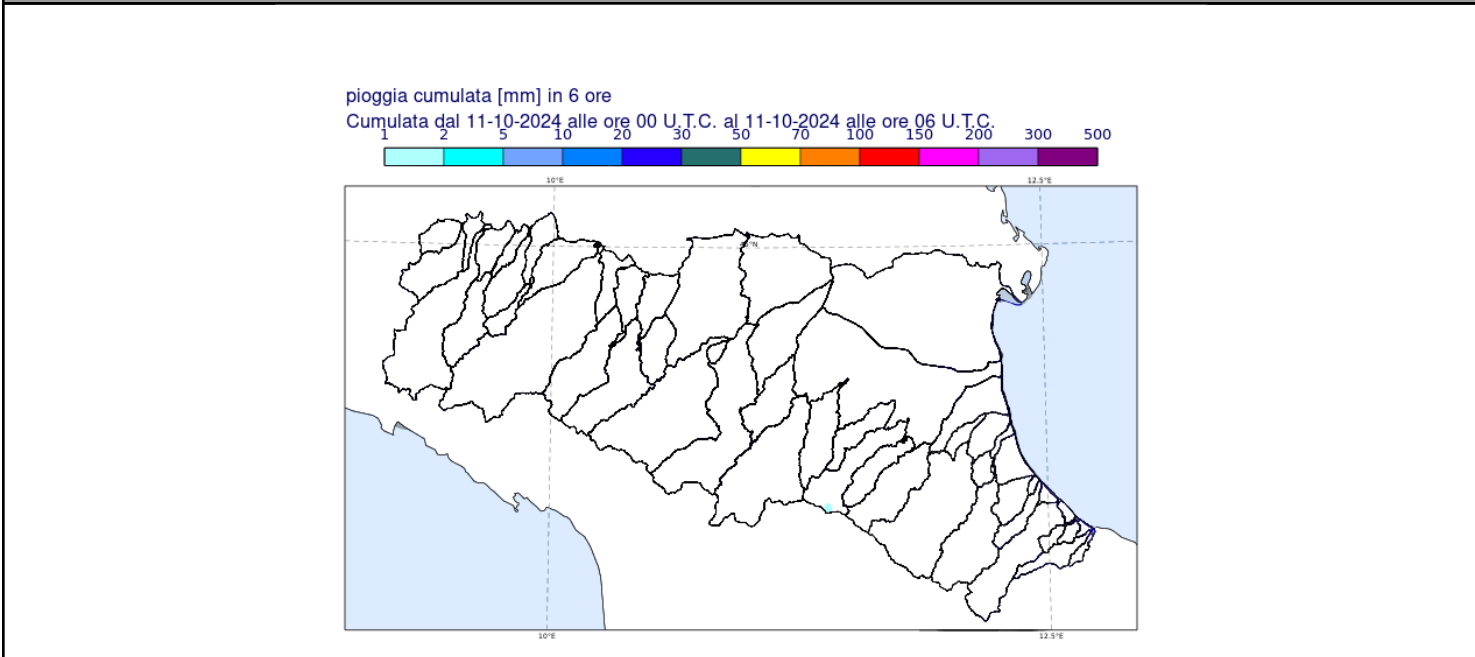 pioggia cumulata [mm] in 6 ore
Cumulata dal 11-10-2024 alle ore 00 U.T.C. al 11-10-2024 alle ore 06 U.T.C.
1 2 5 10 20 30 50 70 100 150 200 300 500
10°E 12.5°E
10°E 12.5°E